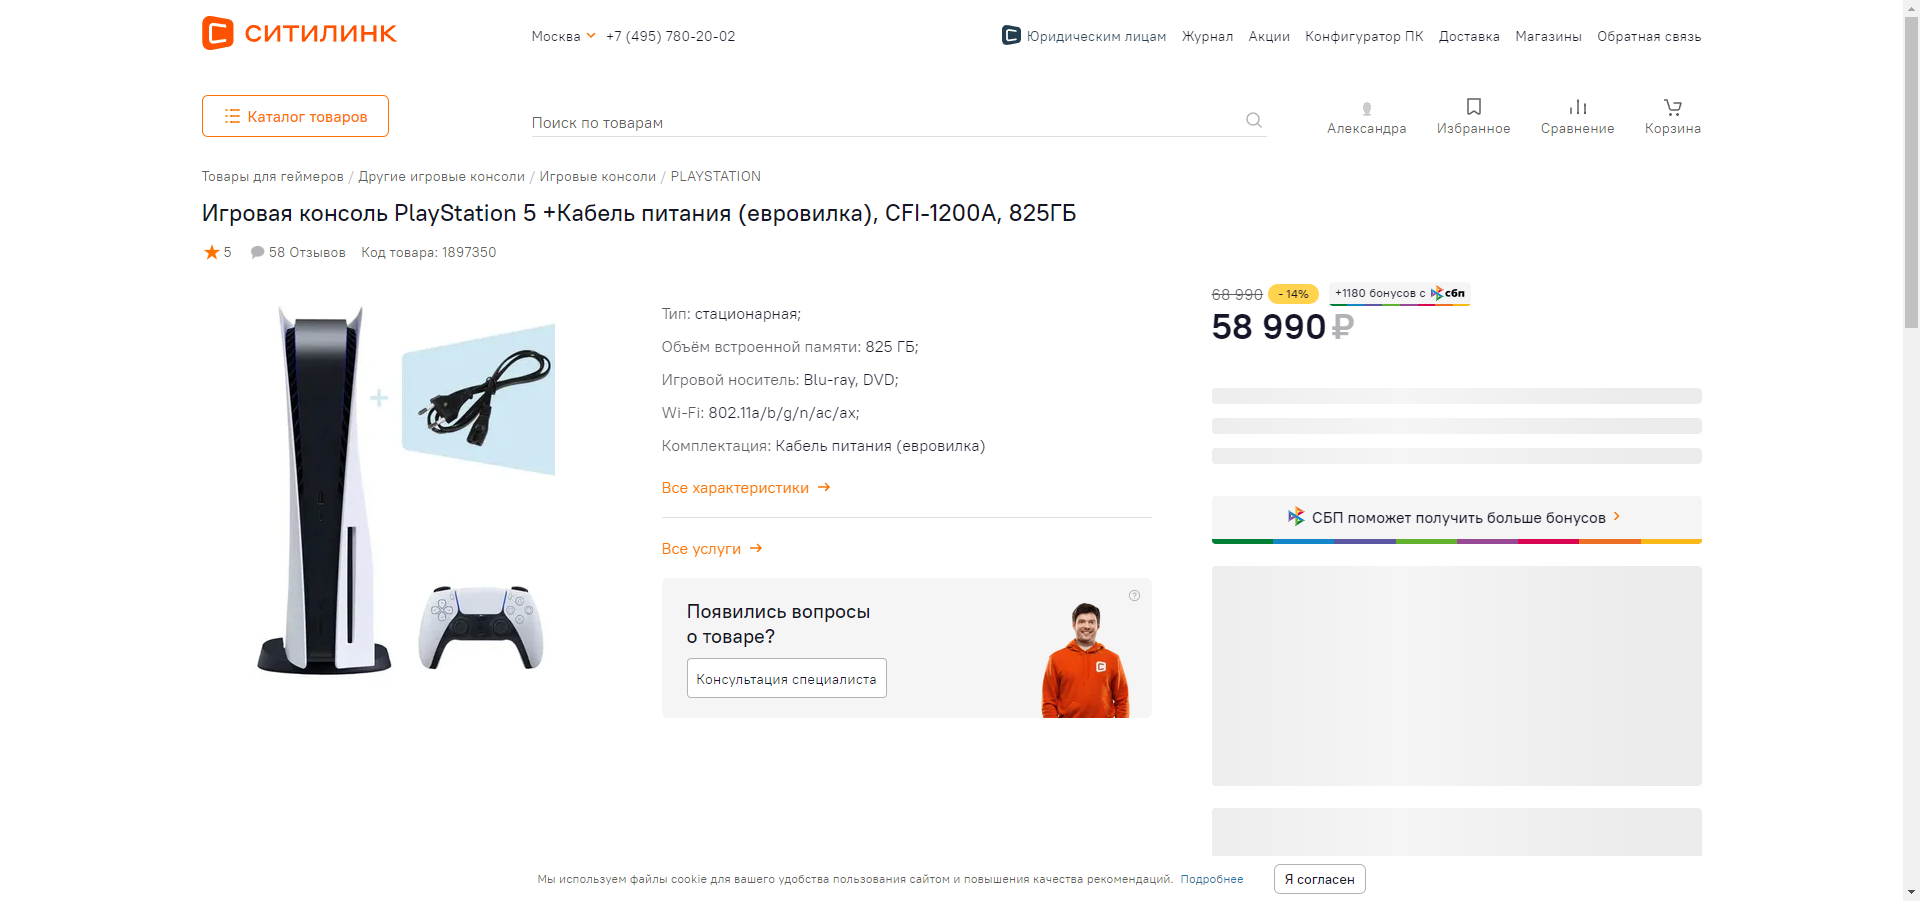 СИТИЛИНК
Москва
+7 (495) 780-20-02
Юридическим лицам
Журнал
Акции
Конфигуратор ПК
Доставка
Магазины
Обратная связь
Каталог товаров
Поиск по товарам
Александра
Избранное
Сравнение
Корзина
Товары для геймеров / Другие игровые консоли / Игровые консоли / PLAYSTATION
Игровая консоль PlayStation 5 +Кабель питания (евровилка), CFI-1200A, 825ГБ
5
58 Отзывов
Код товара: 1897350
68 990
- 14%
+1180 бонусов с сбп
58 990 ₽
Тип: стационарная;
Объём встроенной памяти: 825 ГБ;
Игровой носитель: Blu-ray, DVD;
Wi-Fi: 802.11a/b/g/n/ac/ax;
Комплектация: Кабель питания (евровилка)
Все характеристики
Все услуги
СБП поможет получить больше бонусов
Появились вопросы
о товаре?
Консультация специалиста
Мы используем файлы cookie для вашего удобства пользования сайтом и повышения качества рекомендаций. Подробнее
Я согласен